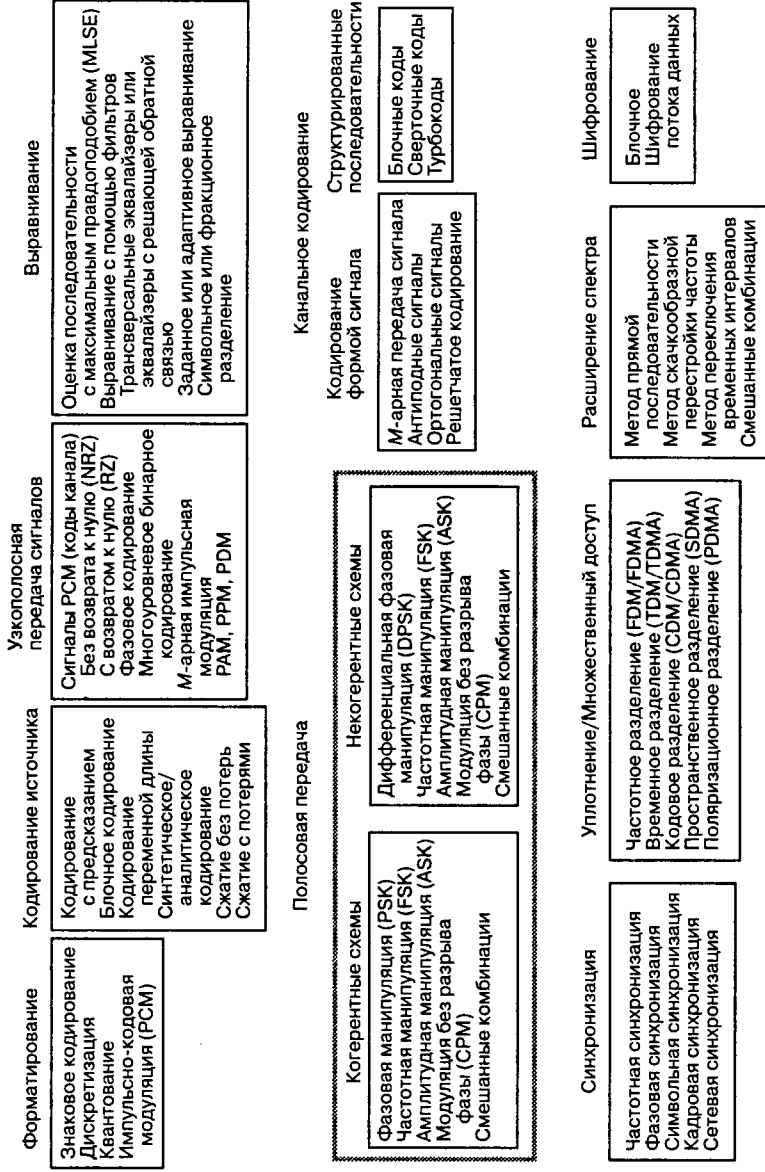 Форматирование
Знаковое кодирование
Дискретизация
Квантование
Импульсно-кодовая
модуляция (PCM)
Кодирование источника
Кодирование
с предсказанием
Блочное кодирование
Кодирование
переменной длины
Синтетическое/
аналитическое
кодирование
Сжатие без потерь
Сжатие с потерями
Узкополосная
передача сигналов
Сигналы PCM (коды канала)
Без возврата к нулю (NRZ)
С возвратом к нулю (RZ)
Фазовое кодирование
Многоуровневое бинарное
кодирование
М-арная импульсная
модуляция
PAM, PPM, PDM
Выравнивание
Оценка последовательности
с максимальным правдоподобием (MLSE)
Выравнивание с помощью фильтров
Трансверсальные эквалайзеры или
эквалайзеры с решающей обратной
связью
Заданное или адаптивное выравнивание
Символьное или фракционное
разделение
Полосовая передача
Когерентные схемы
Фазовая манипуляция (PSK)
Частотная манипуляция (FSK)
Амплитудная манипуляция (ASK)
Модуляция без разрыва
фазы (CPM)
Смешанные комбинации
Некогерентные схемы
Дифференциальная фазовая
манипуляция (DPSK)
Частотная манипуляция (FSK)
Амплитудная манипуляция (ASK)
Модуляция без разрыва
фазы (CPM)
Смешанные комбинации
Канальное кодирование
Кодирование
формой сигнала
М-арная передача сигнала
Антиподные сигналы
Ортогональные сигналы
Решетчатое кодирование
Структурированные
последовательности
Блочные коды
Сверточные коды
Турбокоды
Синхронизация
Частотная синхронизация
Фазовая синхронизация
Символьная синхронизация
Кадровая синхронизация
Сетевая синхронизация
Уплотнение/Множественный доступ
Частотное разделение (FDM/FDMA)
Временное разделение (TDM/TDMA)
Кодовое разделение (CDM/CDMA)
Пространственное разделение (SDMA)
Поляризационное разделение (PDMA)
Расширение спектра
Метод прямой
последовательности
Метод скачкообразной
перестройки частоты
Метод переключения
временных интервалов
Смешанные комбинации
Шифрование
Блочное
Шифрование
потока данных